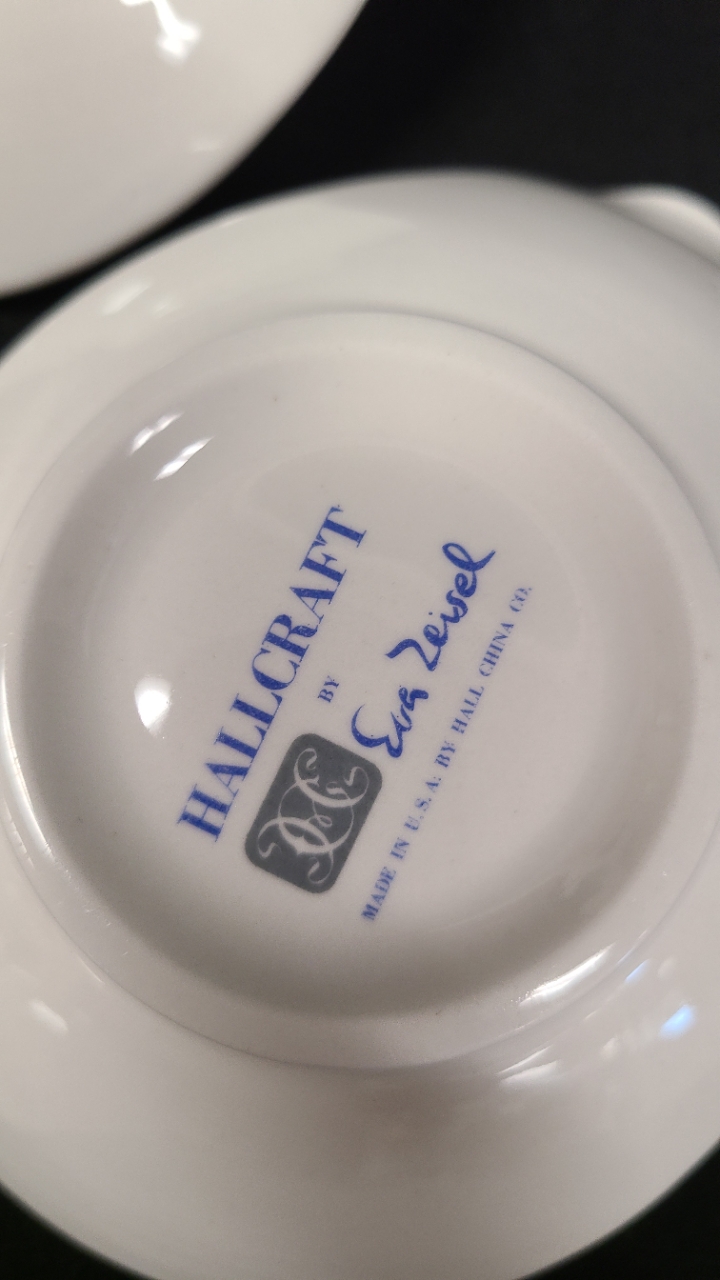 HALLCRAFT
BY
Eva Zeisel
MADE IN U.S.A. BY HALL CHINA CO.